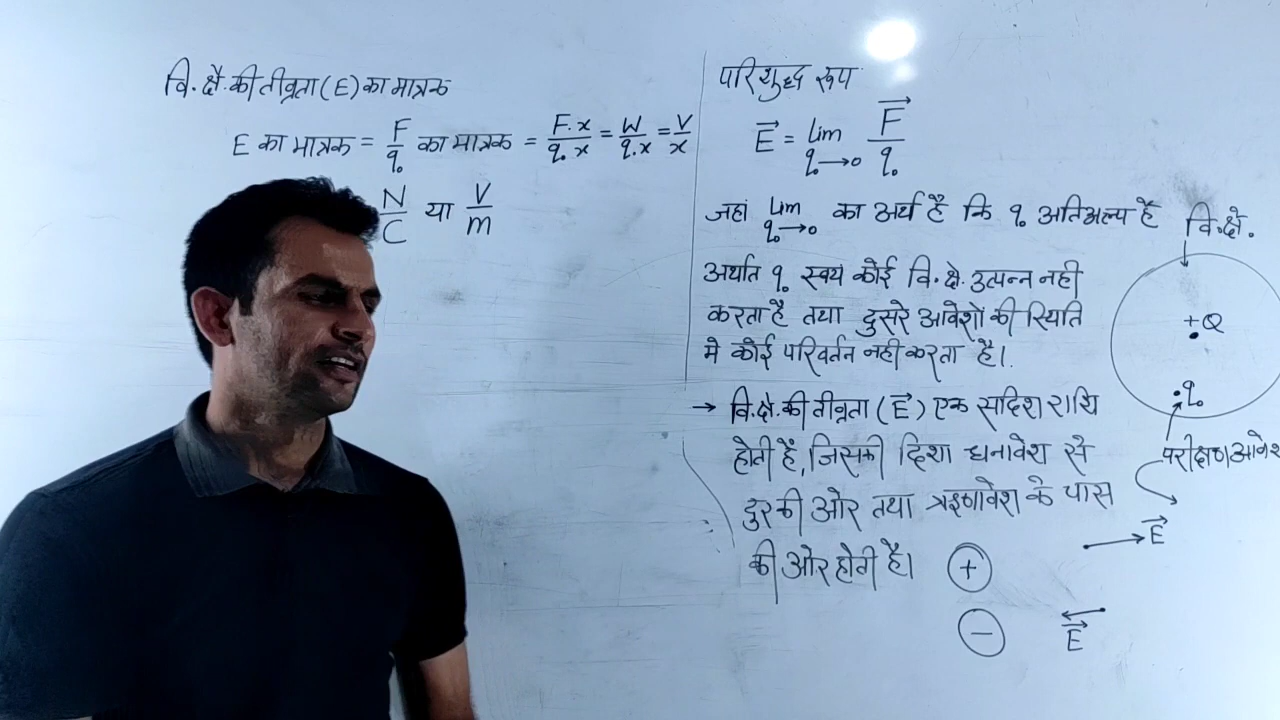 वि.क्षै.की तीव्रता (E) का मात्रक
E का मात्रक = F/q₀ का मात्रक = F.x/q₀.x = W/q₀.x = V/x
N/C या V/m
परिशुद्ध रूप
E⃗ = Lim q₀→0 F⃗/q₀
जहां Lim q₀→0 का अर्थ है कि q₀ अतिअल्प है
अर्थात q₀ स्वयं कोई वि.क्षे. उत्पन्न नही
करता है तथा दुसरे आवेशों की स्थिति
मे कोई परिवर्तन नही करता है।
→ वि.क्षै.की तीव्रता (E⃗) एक सदिश राशि
होती है, जिसकी दिशा धनावेश से
दुर की ओर तथा ऋणावेश के पास
की ओर होती है।
वि.क्षे.
+Q
q₀
परीक्षण आवेश
+
E⃗
−
E⃗